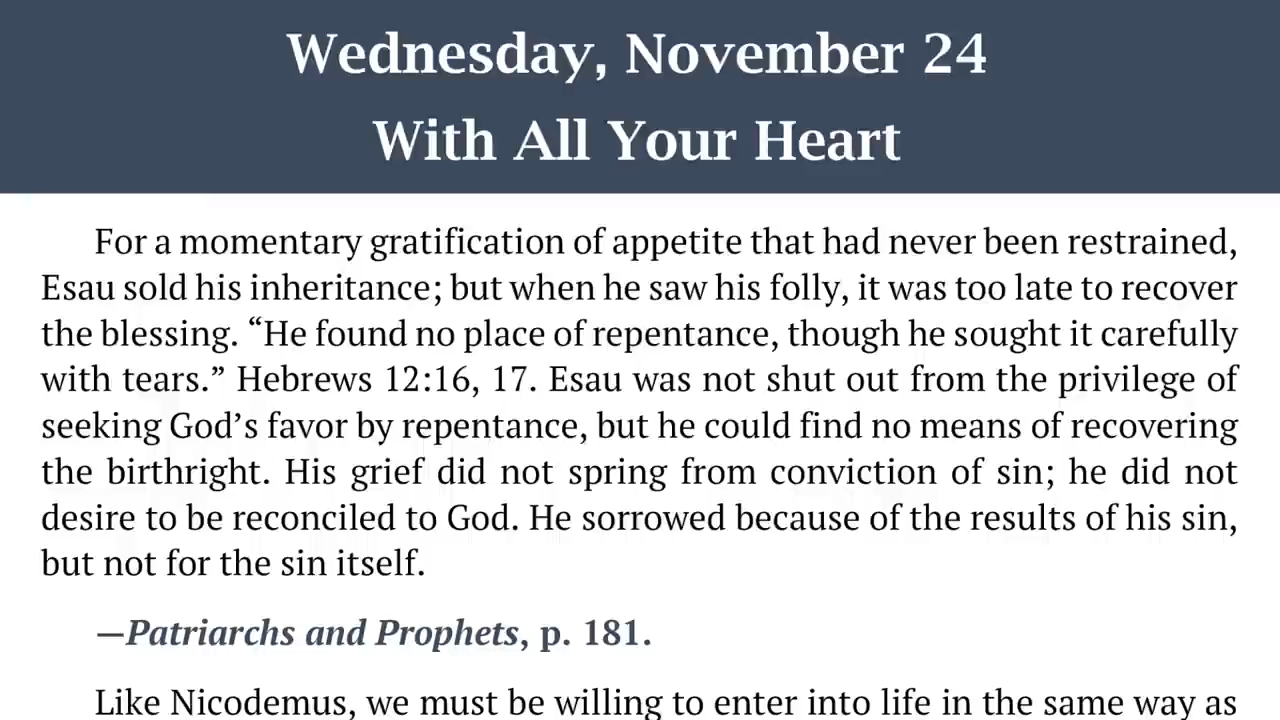 Wednesday, November 24
With All Your Heart
For a momentary gratification of appetite that had never been restrained,
Esau sold his inheritance; but when he saw his folly, it was too late to recover
the blessing. “He found no place of repentance, though he sought it carefully
with tears.” Hebrews 12:16, 17. Esau was not shut out from the privilege of
seeking God’s favor by repentance, but he could find no means of recovering
the birthright. His grief did not spring from conviction of sin; he did not
desire to be reconciled to God. He sorrowed because of the results of his sin,
but not for the sin itself.
—Patriarchs and Prophets, p. 181.
Like Nicodemus, we must be willing to enter into life in the same way as